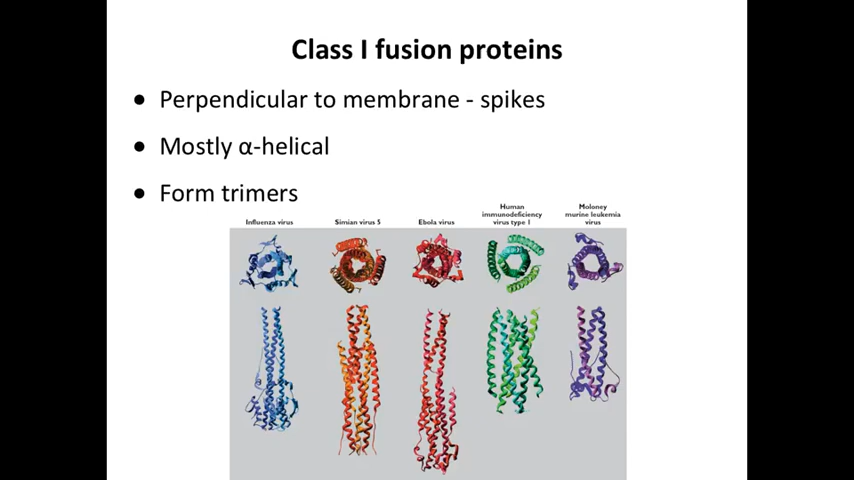 Class I fusion proteins
● Perpendicular to membrane - spikes
● Mostly α-helical
● Form trimers
Influenza virus
Simian virus 5
Ebola virus
Human
immunodeficiency
virus type 1
Moloney
murine leukemia
virus